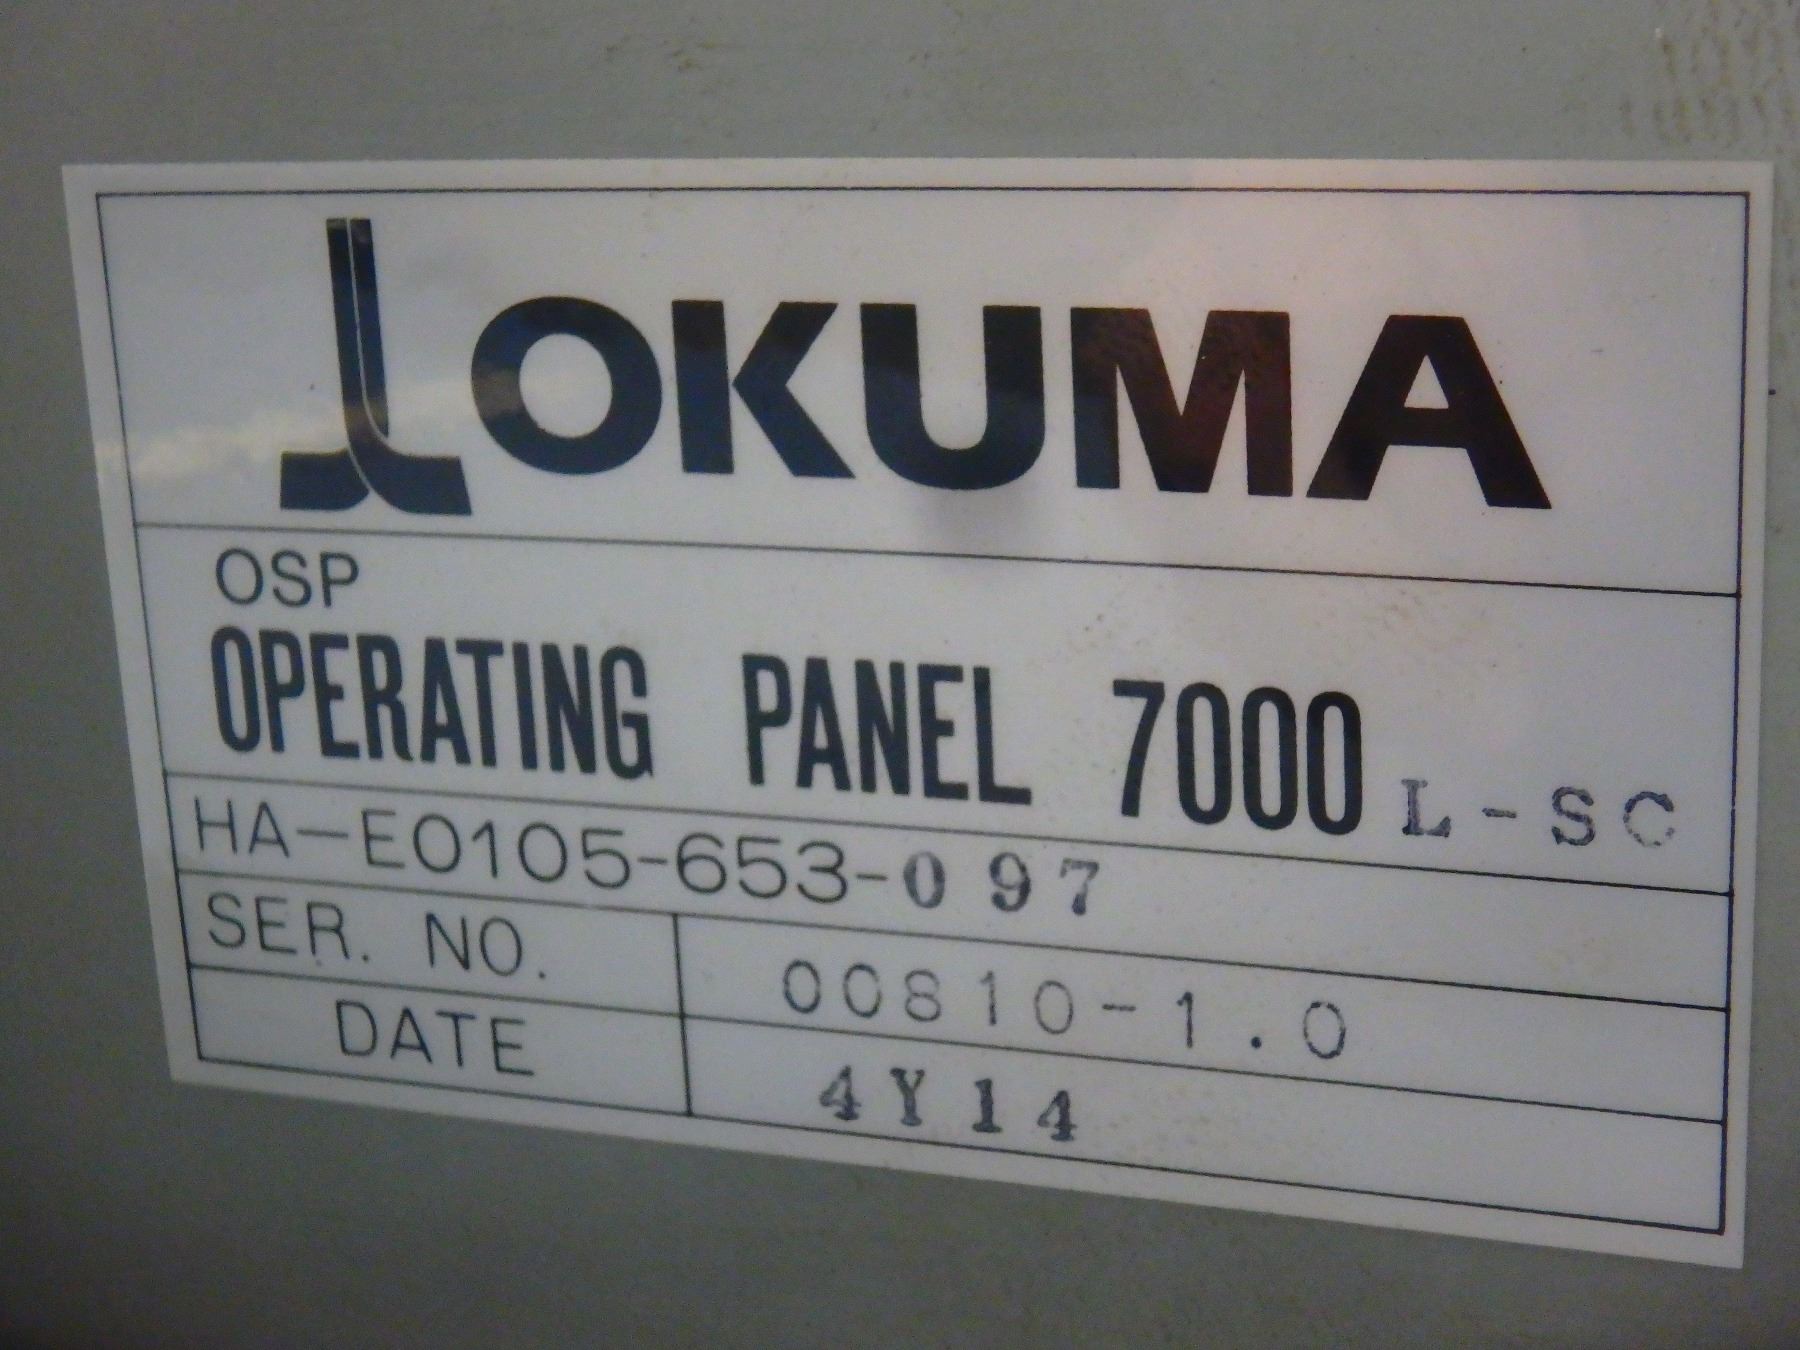 OKUMA
OSP
OPERATING PANEL 7000 L-SC
HA-E0105-653-097
SER. NO. 00810-1.0
DATE 4Y14